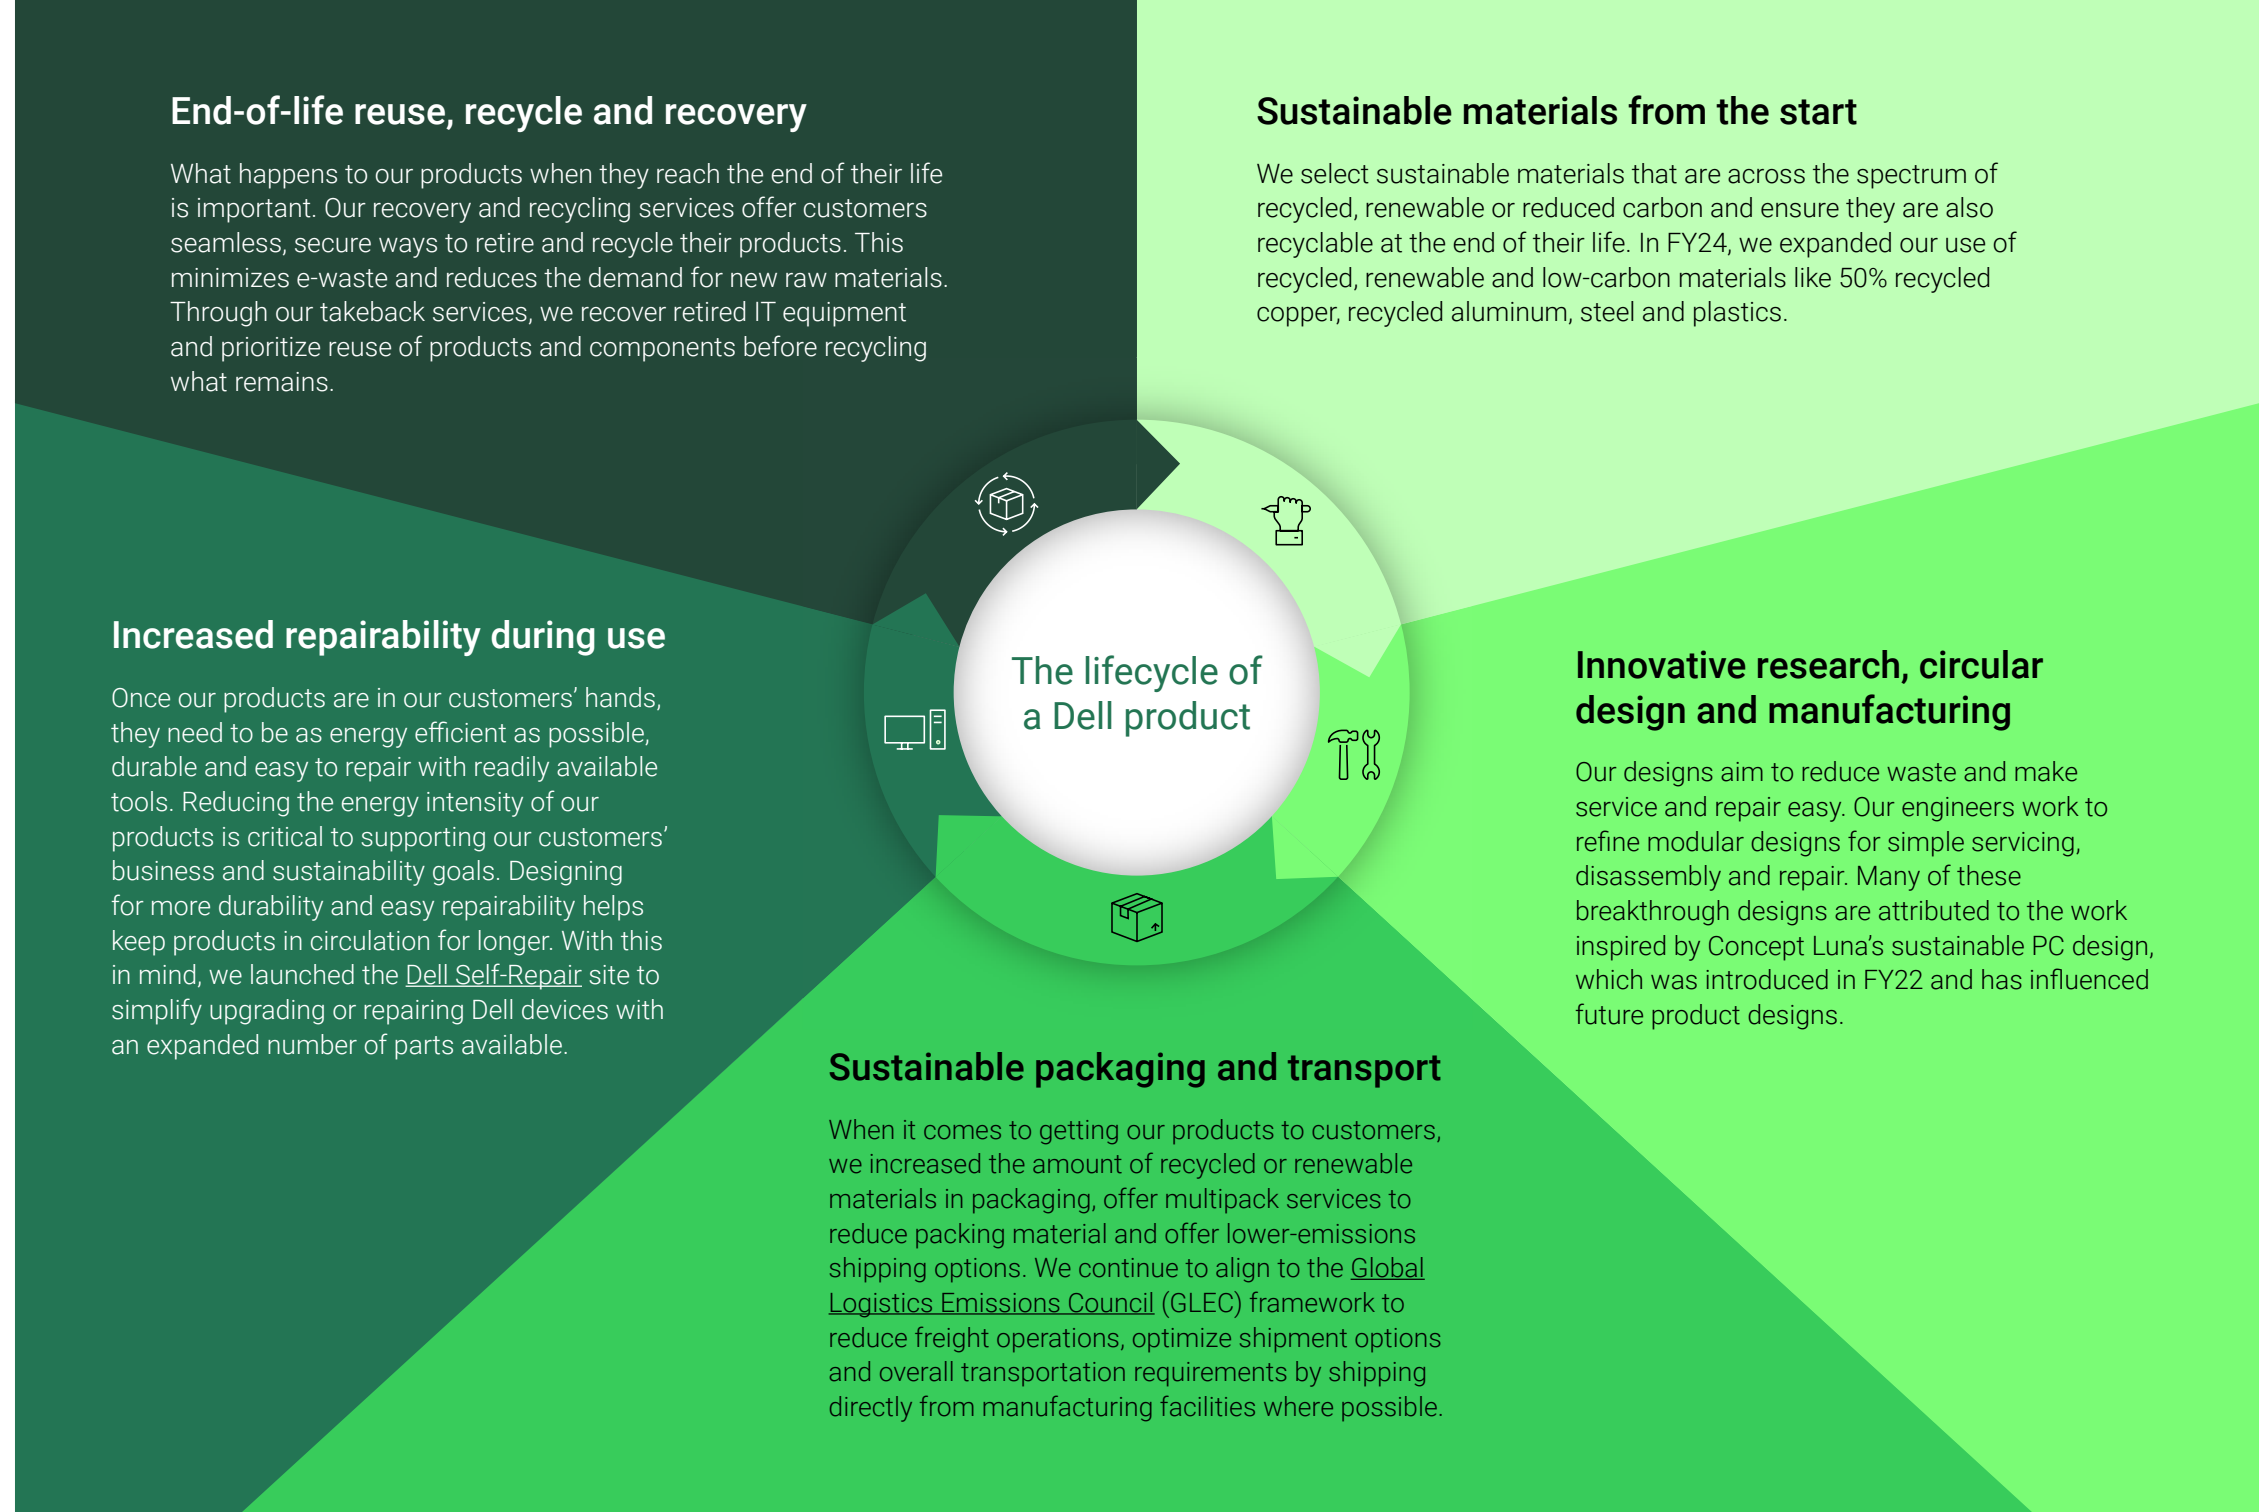 End-of-life reuse, recycle and recovery
What happens to our products when they reach the end of their life
is important. Our recovery and recycling services offer customers
seamless, secure ways to retire and recycle their products. This
minimizes e-waste and reduces the demand for new raw materials.
Through our takeback services, we recover retired IT equipment
and prioritize reuse of products and components before recycling
what remains.
Sustainable materials from the start
We select sustainable materials that are across the spectrum of
recycled, renewable or reduced carbon and ensure they are also
recyclable at the end of their life. In FY24, we expanded our use of
recycled, renewable and low-carbon materials like 50% recycled
copper, recycled aluminum, steel and plastics.
Increased repairability during use
Once our products are in our customers’ hands,
they need to be as energy efficient as possible,
durable and easy to repair with readily available
tools. Reducing the energy intensity of our
products is critical to supporting our customers’
business and sustainability goals. Designing
for more durability and easy repairability helps
keep products in circulation for longer. With this
in mind, we launched the Dell Self-Repair site to
simplify upgrading or repairing Dell devices with
an expanded number of parts available.
The lifecycle of
a Dell product
Innovative research, circular
design and manufacturing
Our designs aim to reduce waste and make
service and repair easy. Our engineers work to
refine modular designs for simple servicing,
disassembly and repair. Many of these
breakthrough designs are attributed to the work
inspired by Concept Luna’s sustainable PC design,
which was introduced in FY22 and has influenced
future product designs.
Sustainable packaging and transport
When it comes to getting our products to customers,
we increased the amount of recycled or renewable
materials in packaging, offer multipack services to
reduce packing material and offer lower-emissions
shipping options. We continue to align to the Global
Logistics Emissions Council (GLEC) framework to
reduce freight operations, optimize shipment options
and overall transportation requirements by shipping
directly from manufacturing facilities where possible.